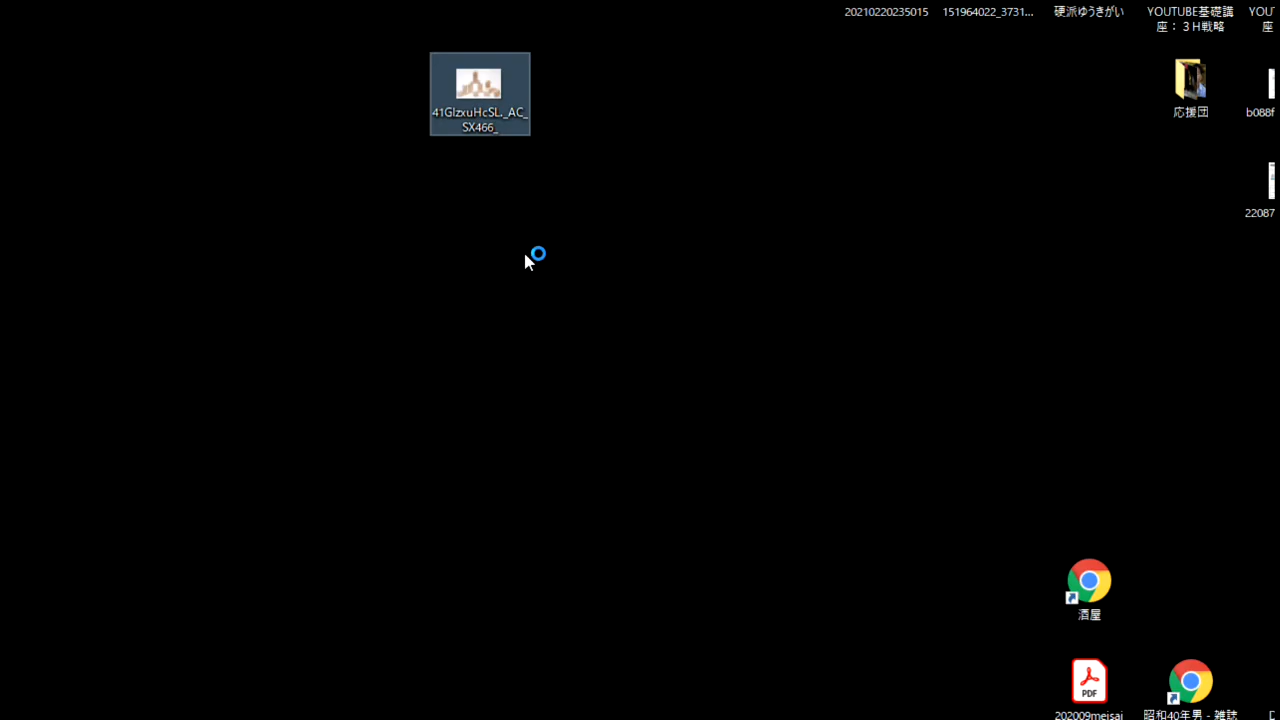 20210220235015
151964022_3731...
硬派ゆうきがい
YOUTUBE基礎講
座：３H戦略
座
41GlzxuHcSL._AC_
SX466_
応援団
b088f
22087
酒屋
PDF
202009meisai
昭和40年男 - 雑誌